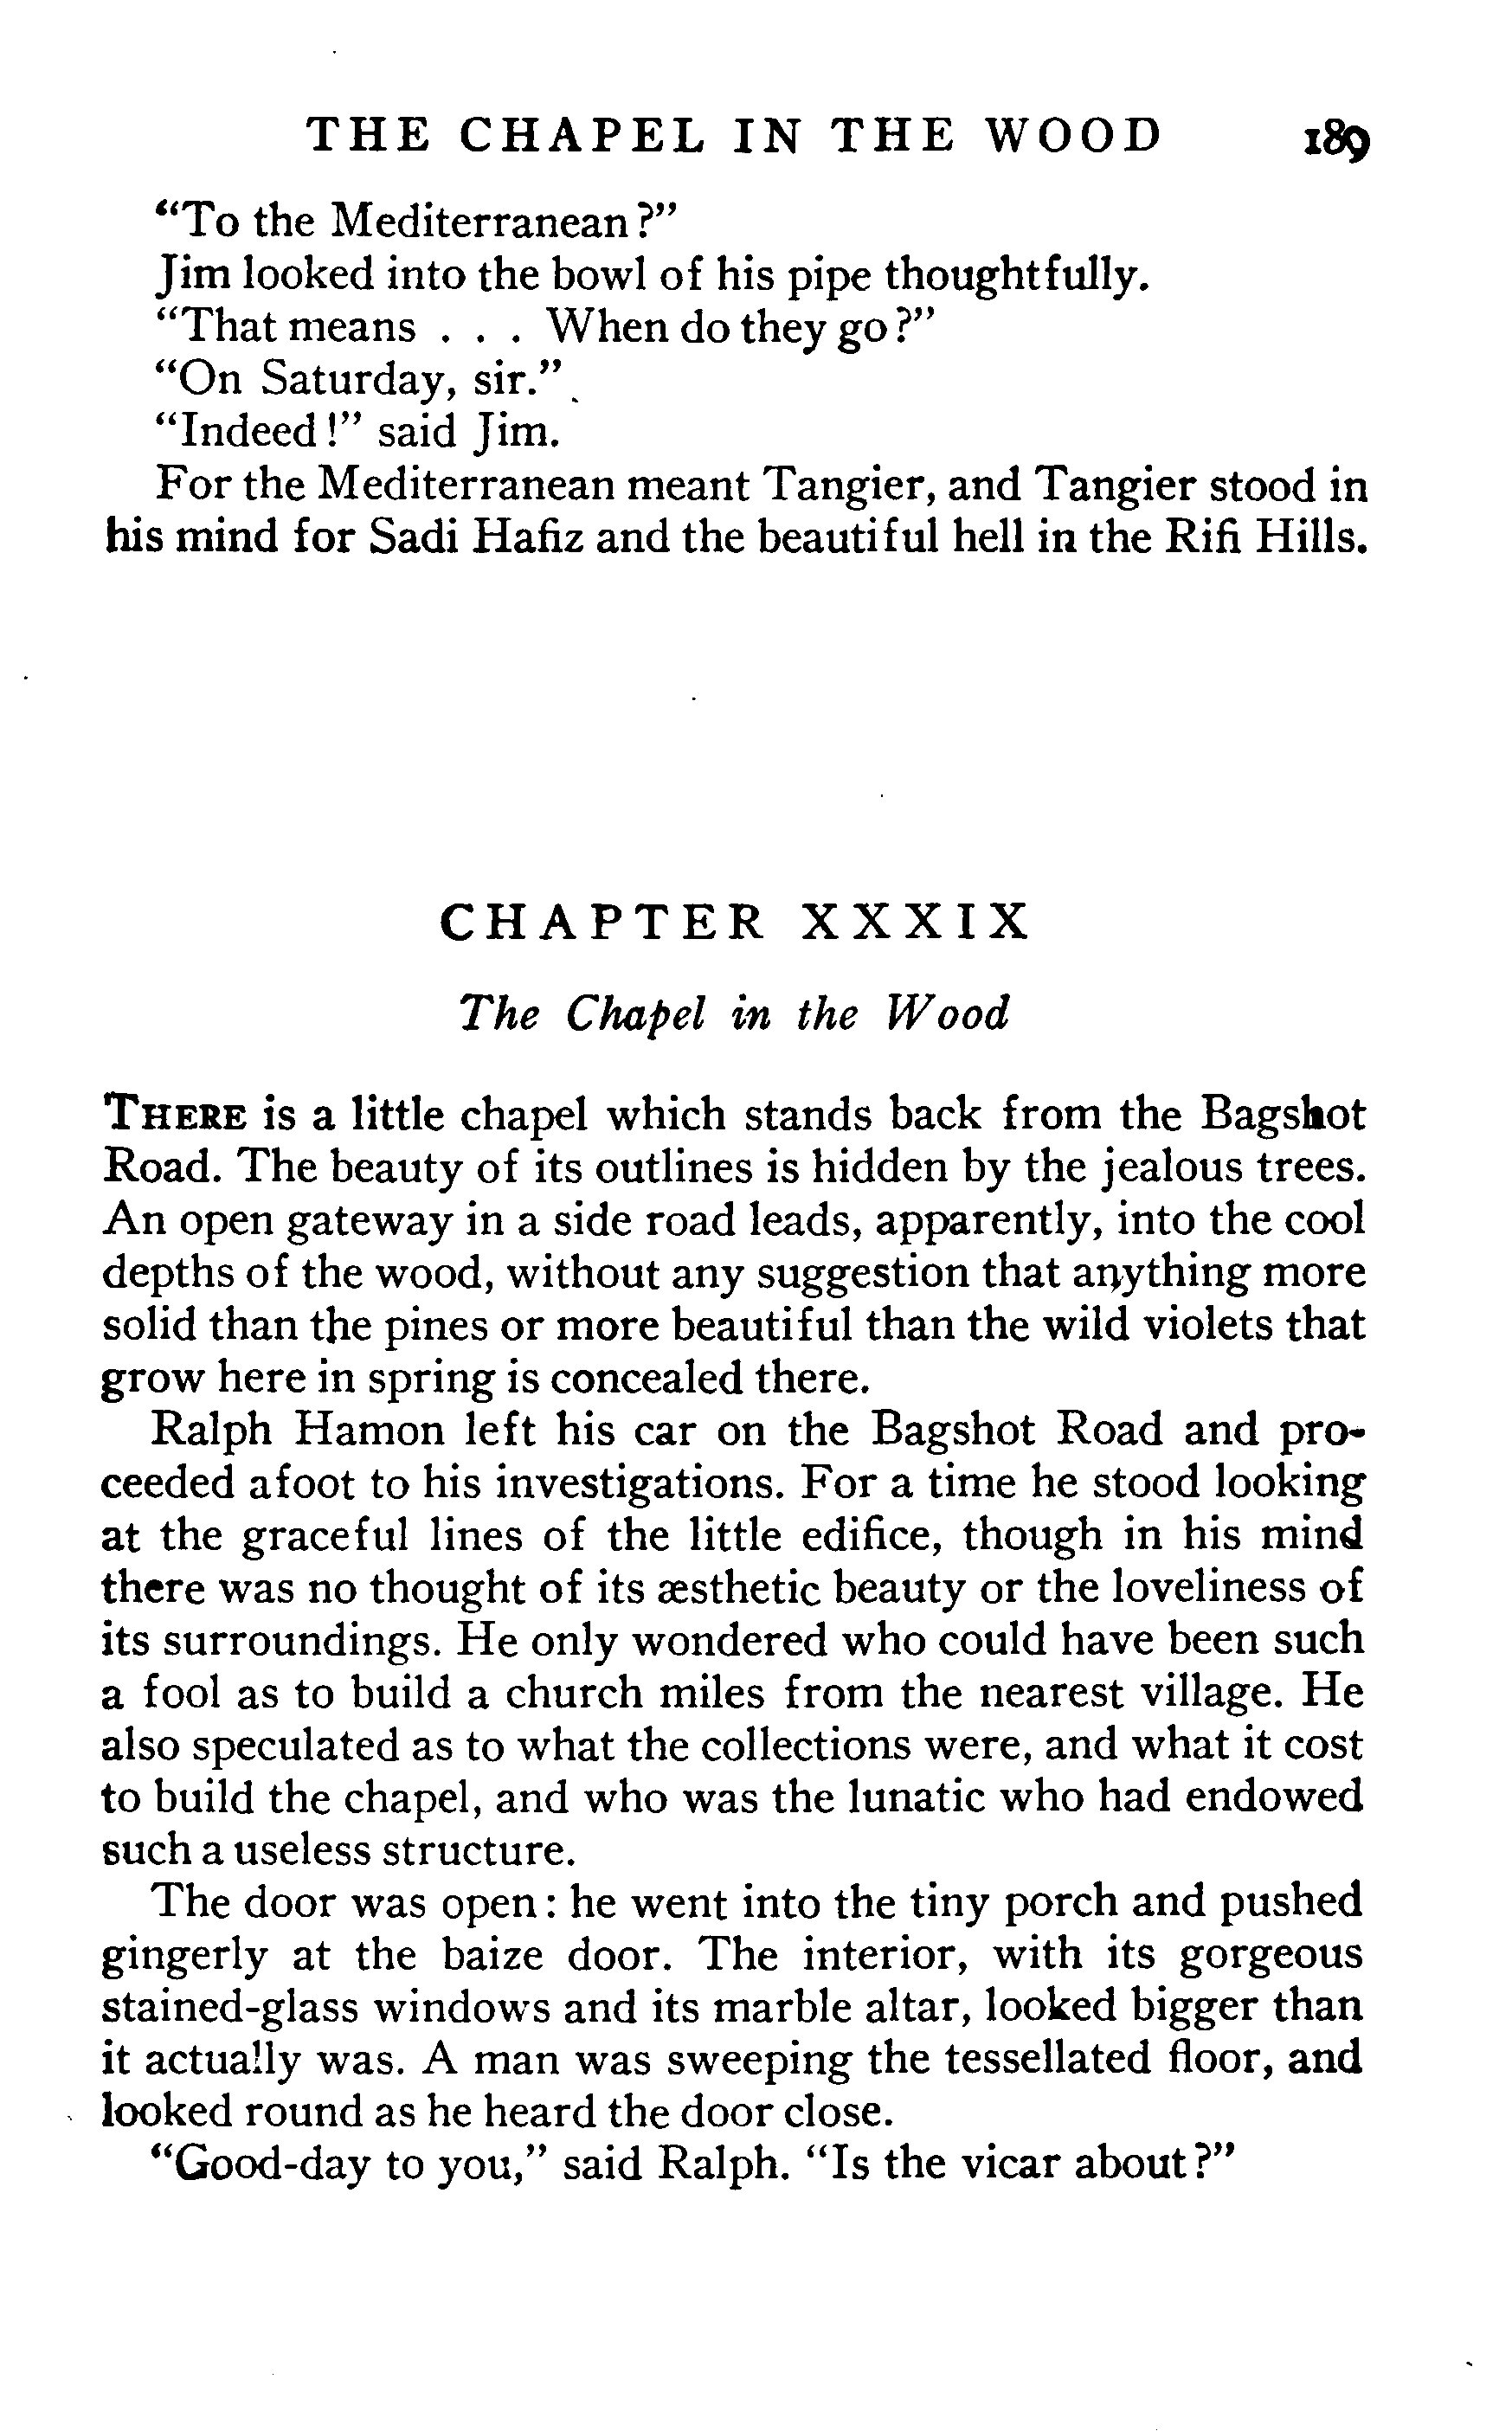 THE CHAPEL IN THE WOOD 189
"To the Mediterranean?"
Jim looked into the bowl of his pipe thoughtfully.
"That means . . . When do they go?"
"On Saturday, sir."
"Indeed!" said Jim.
For the Mediterranean meant Tangier, and Tangier stood in
his mind for Sadi Hafiz and the beautiful hell in the Rifi Hills.
CHAPTER XXXIX
The Chapel in the Wood
THERE is a little chapel which stands back from the Bagshot
Road. The beauty of its outlines is hidden by the jealous trees.
An open gateway in a side road leads, apparently, into the cool
depths of the wood, without any suggestion that anything more
solid than the pines or more beautiful than the wild violets that
grow here in spring is concealed there.
Ralph Hamon left his car on the Bagshot Road and pro-
ceeded afoot to his investigations. For a time he stood looking
at the graceful lines of the little edifice, though in his mind
there was no thought of its æsthetic beauty or the loveliness of
its surroundings. He only wondered who could have been such
a fool as to build a church miles from the nearest village. He
also speculated as to what the collections were, and what it cost
to build the chapel, and who was the lunatic who had endowed
such a useless structure.
The door was open: he went into the tiny porch and pushed
gingerly at the baize door. The interior, with its gorgeous
stained-glass windows and its marble altar, looked bigger than
it actually was. A man was sweeping the tessellated floor, and
looked round as he heard the door close.
"Good-day to you," said Ralph. "Is the vicar about?"